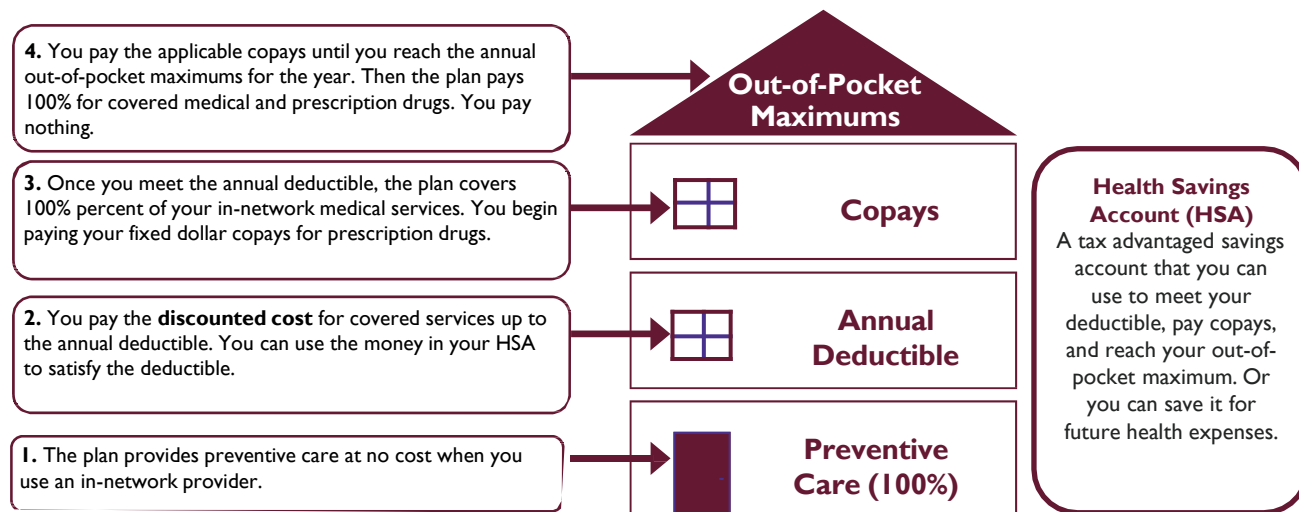 4. You pay the applicable copays until you reach the annual
out-of-pocket maximums for the year. Then the plan pays
100% for covered medical and prescription drugs. You pay
nothing.
Out-of-Pocket
Maximums
3. Once you meet the annual deductible, the plan covers
100% percent of your in-network medical services. You begin
paying your fixed dollar copays for prescription drugs.
Copays
2. You pay the discounted cost for covered services up to
the annual deductible. You can use the money in your HSA
to satisfy the deductible.
Annual
Deductible
1. The plan provides preventive care at no cost when you
use an in-network provider.
Preventive
Care (100%)
Health Savings
Account (HSA)
A tax advantaged savings
account that you can
use to meet your
deductible, pay copays,
and reach your out-of-
pocket maximum. Or
you can save it for
future health expenses.